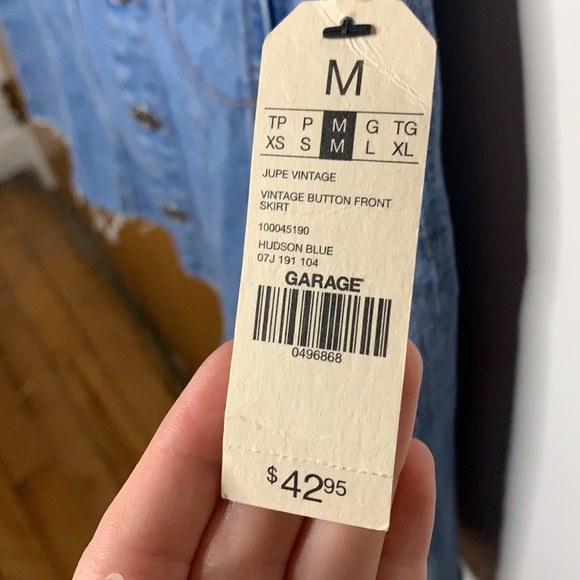 M
TP P M G TG
XS S M L XL
JUPE VINTAGE
VINTAGE BUTTON FRONT
SKIRT
100045190
HUDSON BLUE
07J 191 104
GARAGE
0496868
$42.95